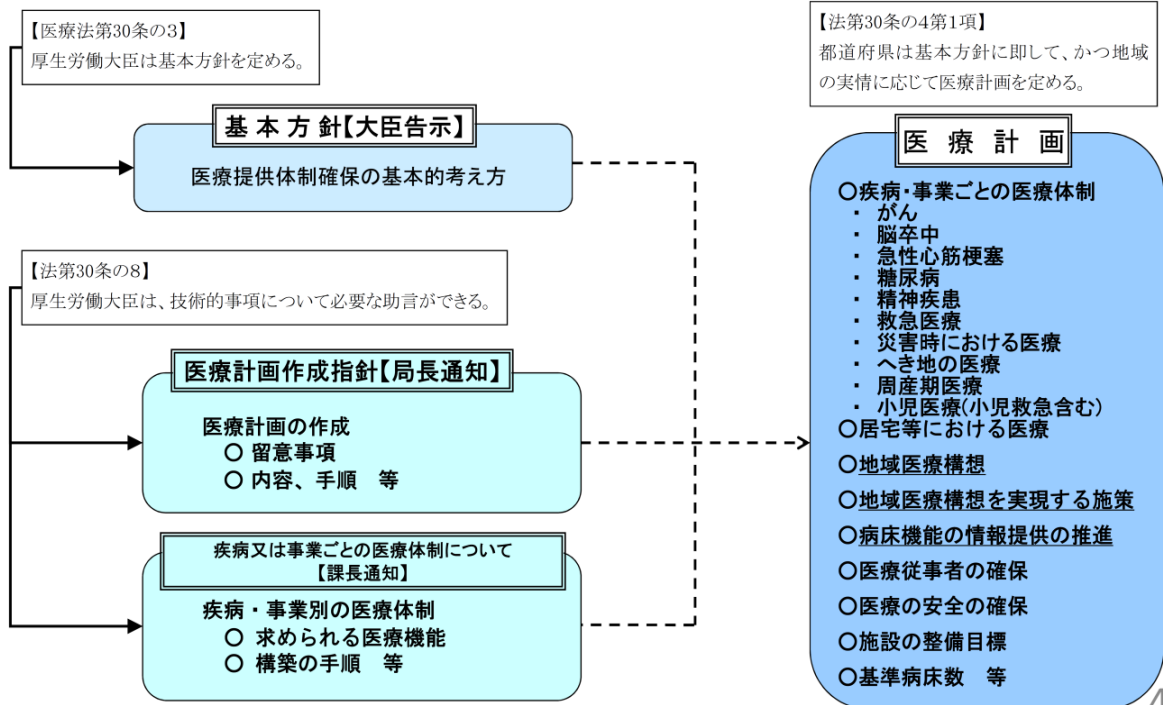 【医療法第30条の3】
厚生労働大臣は基本方針を定める。
基 本 方 針【大臣告示】
医療提供体制確保の基本的考え方
【法第30条の8】
厚生労働大臣は、技術的事項について必要な助言ができる。
医療計画作成指針【局長通知】
医療計画の作成
○ 留意事項
○ 内容、手順 等
疾病又は事業ごとの医療体制について
【課長通知】
疾病・事業別の医療体制
○ 求められる医療機能
○ 構築の手順 等
【法第30条の4第1項】
都道府県は基本方針に即して、かつ地域
の実情に応じて医療計画を定める。
医 療 計 画
○疾病・事業ごとの医療体制
・ がん
・ 脳卒中
・ 急性心筋梗塞
・ 糖尿病
・ 精神疾患
・ 救急医療
・ 災害時における医療
・ へき地の医療
・ 周産期医療
・ 小児医療(小児救急含む)
○居宅等における医療
○地域医療構想
○地域医療構想を実現する施策
○病床機能の情報提供の推進
○医療従事者の確保
○医療の安全の確保
○施設の整備目標
○基準病床数 等